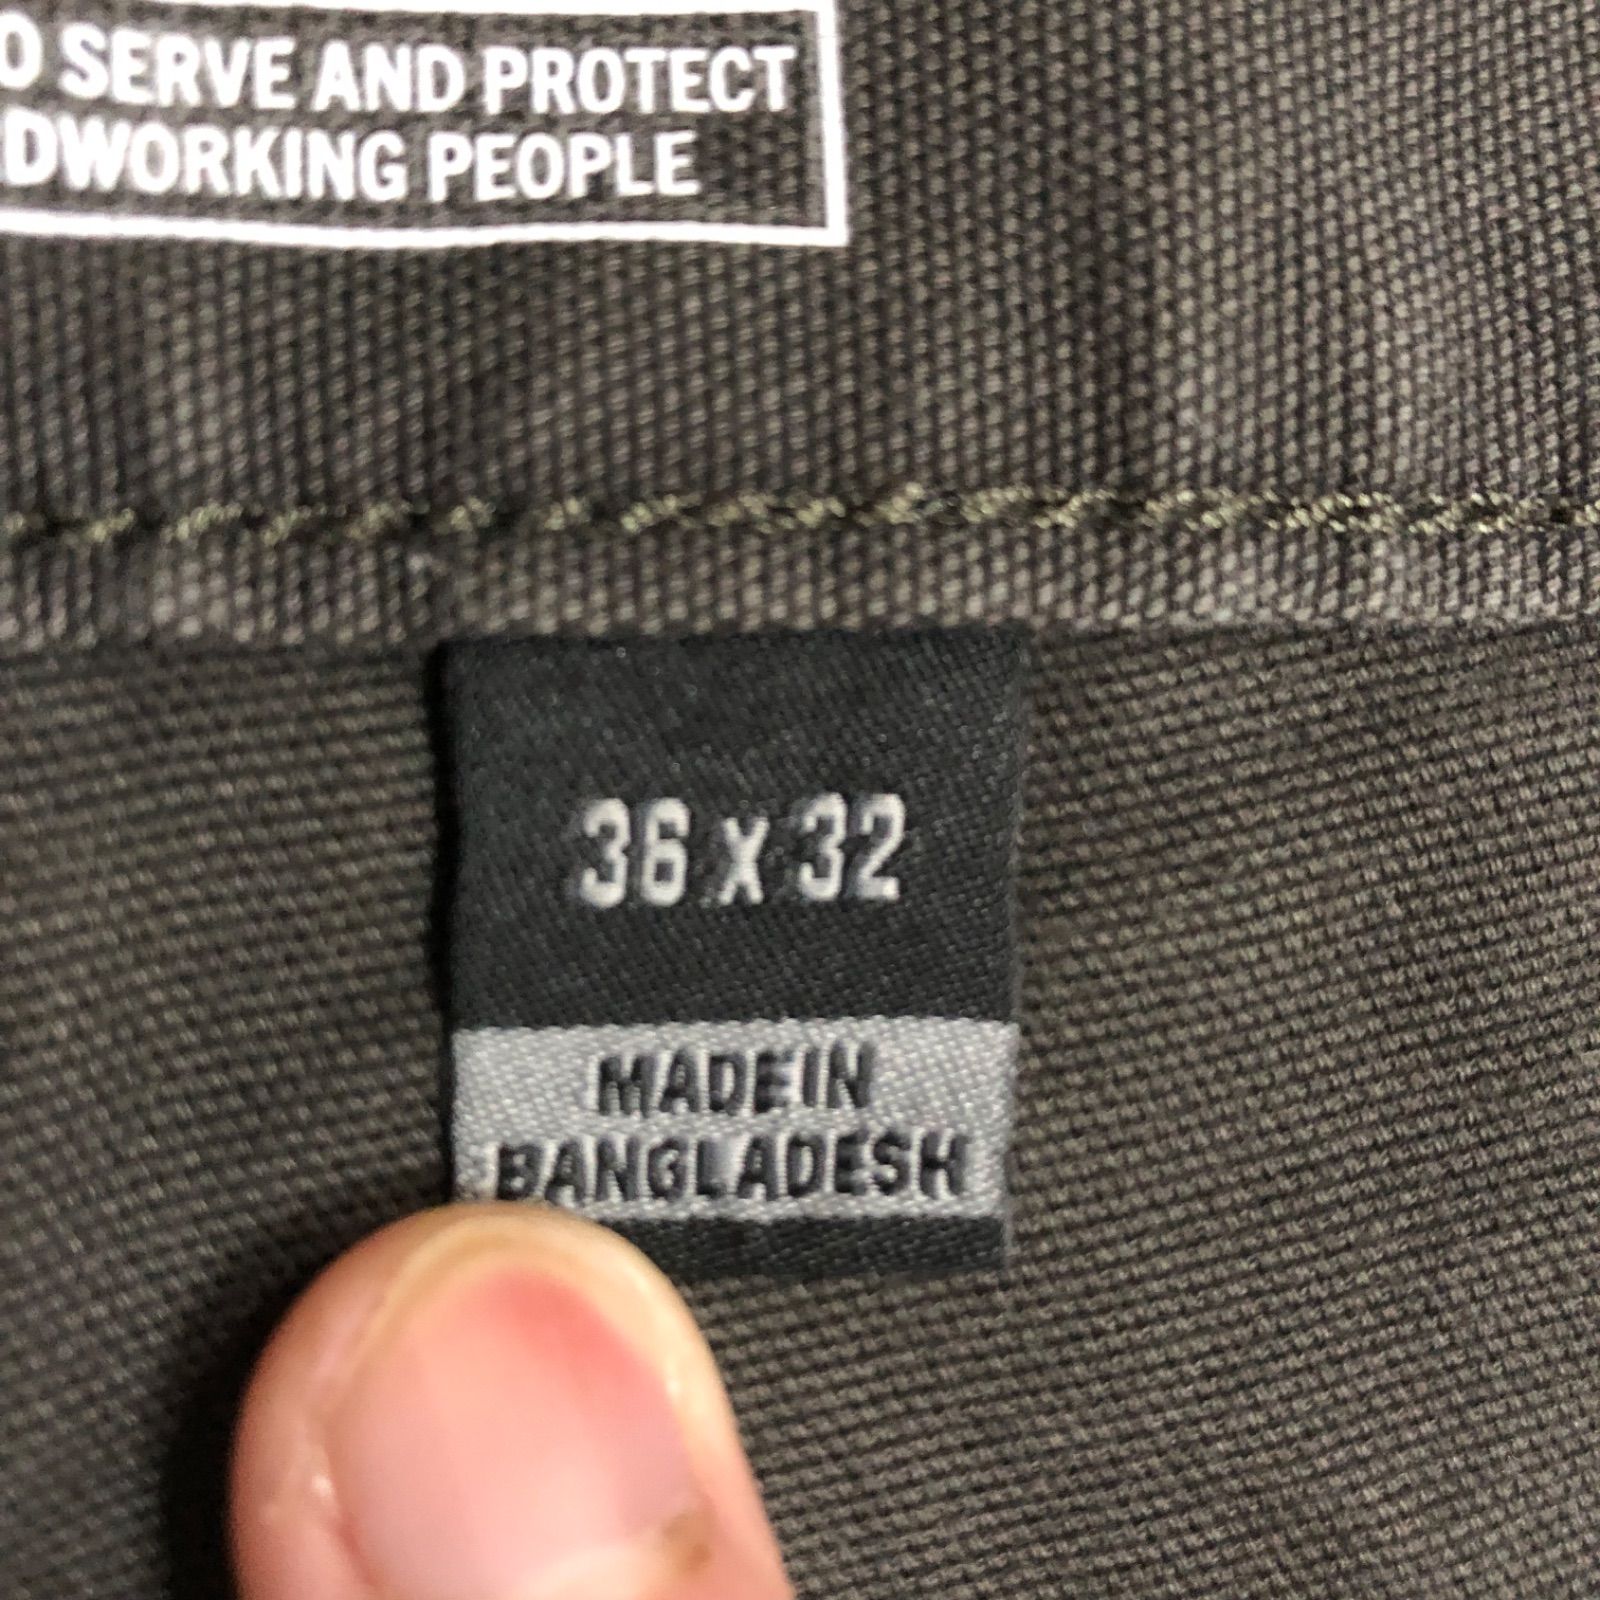 O SERVE AND PROTECT
DWORKING PEOPLE
36 X 32
MADE IN
BANGLADESH